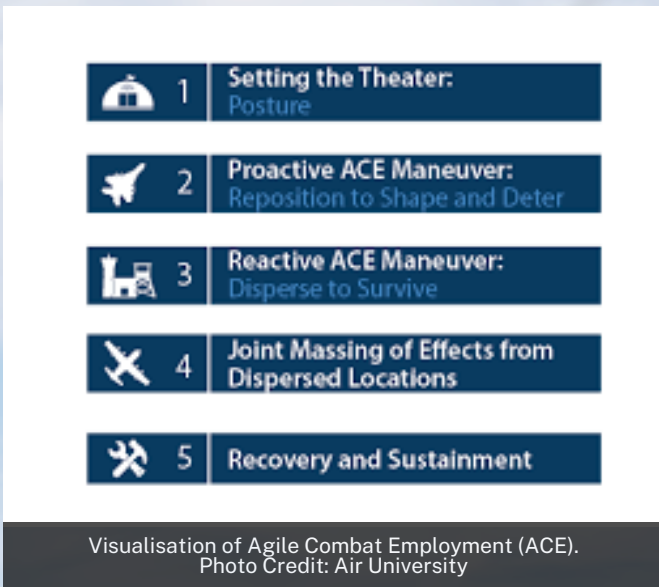 1
Setting the Theater:
Posture
2
Proactive ACE Maneuver:
Reposition to Shape and Deter
3
Reactive ACE Maneuver:
Disperse to Survive
4
Joint Massing of Effects from
Dispersed Locations
5
Recovery and Sustainment
Visualisation of Agile Combat Employment (ACE).
Photo Credit: Air University